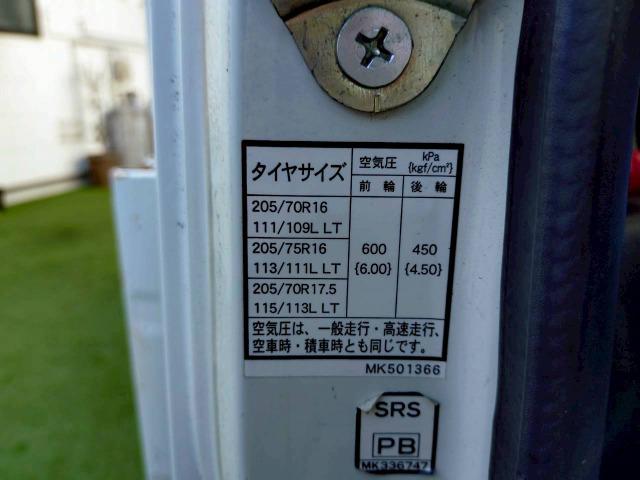 タイヤサイズ 空気圧 kPa {kgf/cm²}
前輪 後輪
205/70R16
111/109L LT
205/75R16 600 450
113/111L LT {6.00} {4.50}
205/70R17.5
115/113L LT
空気圧は、一般走行・高速走行、
空車時・積車時とも同じです。
MK501366
SRS
PB
MK336747